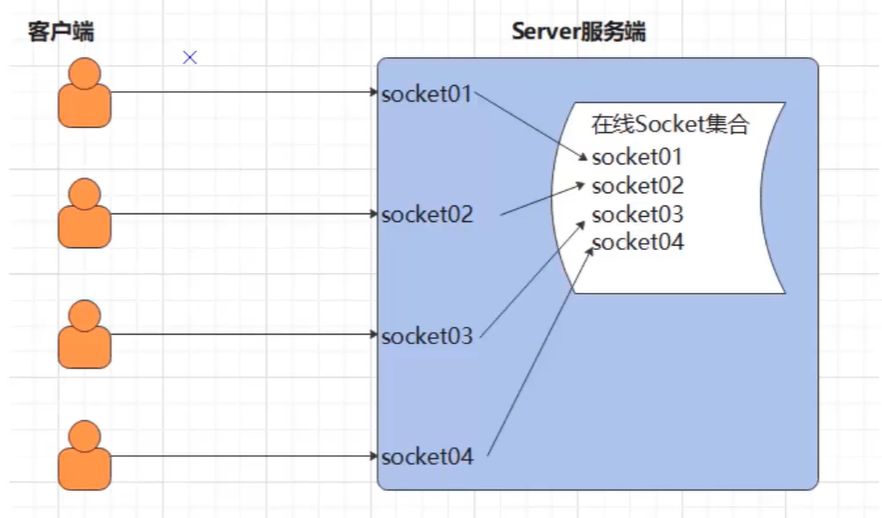 客户端
Server服务端
socket01
socket02
socket03
socket04
在线Socket集合
socket01
socket02
socket03
socket04